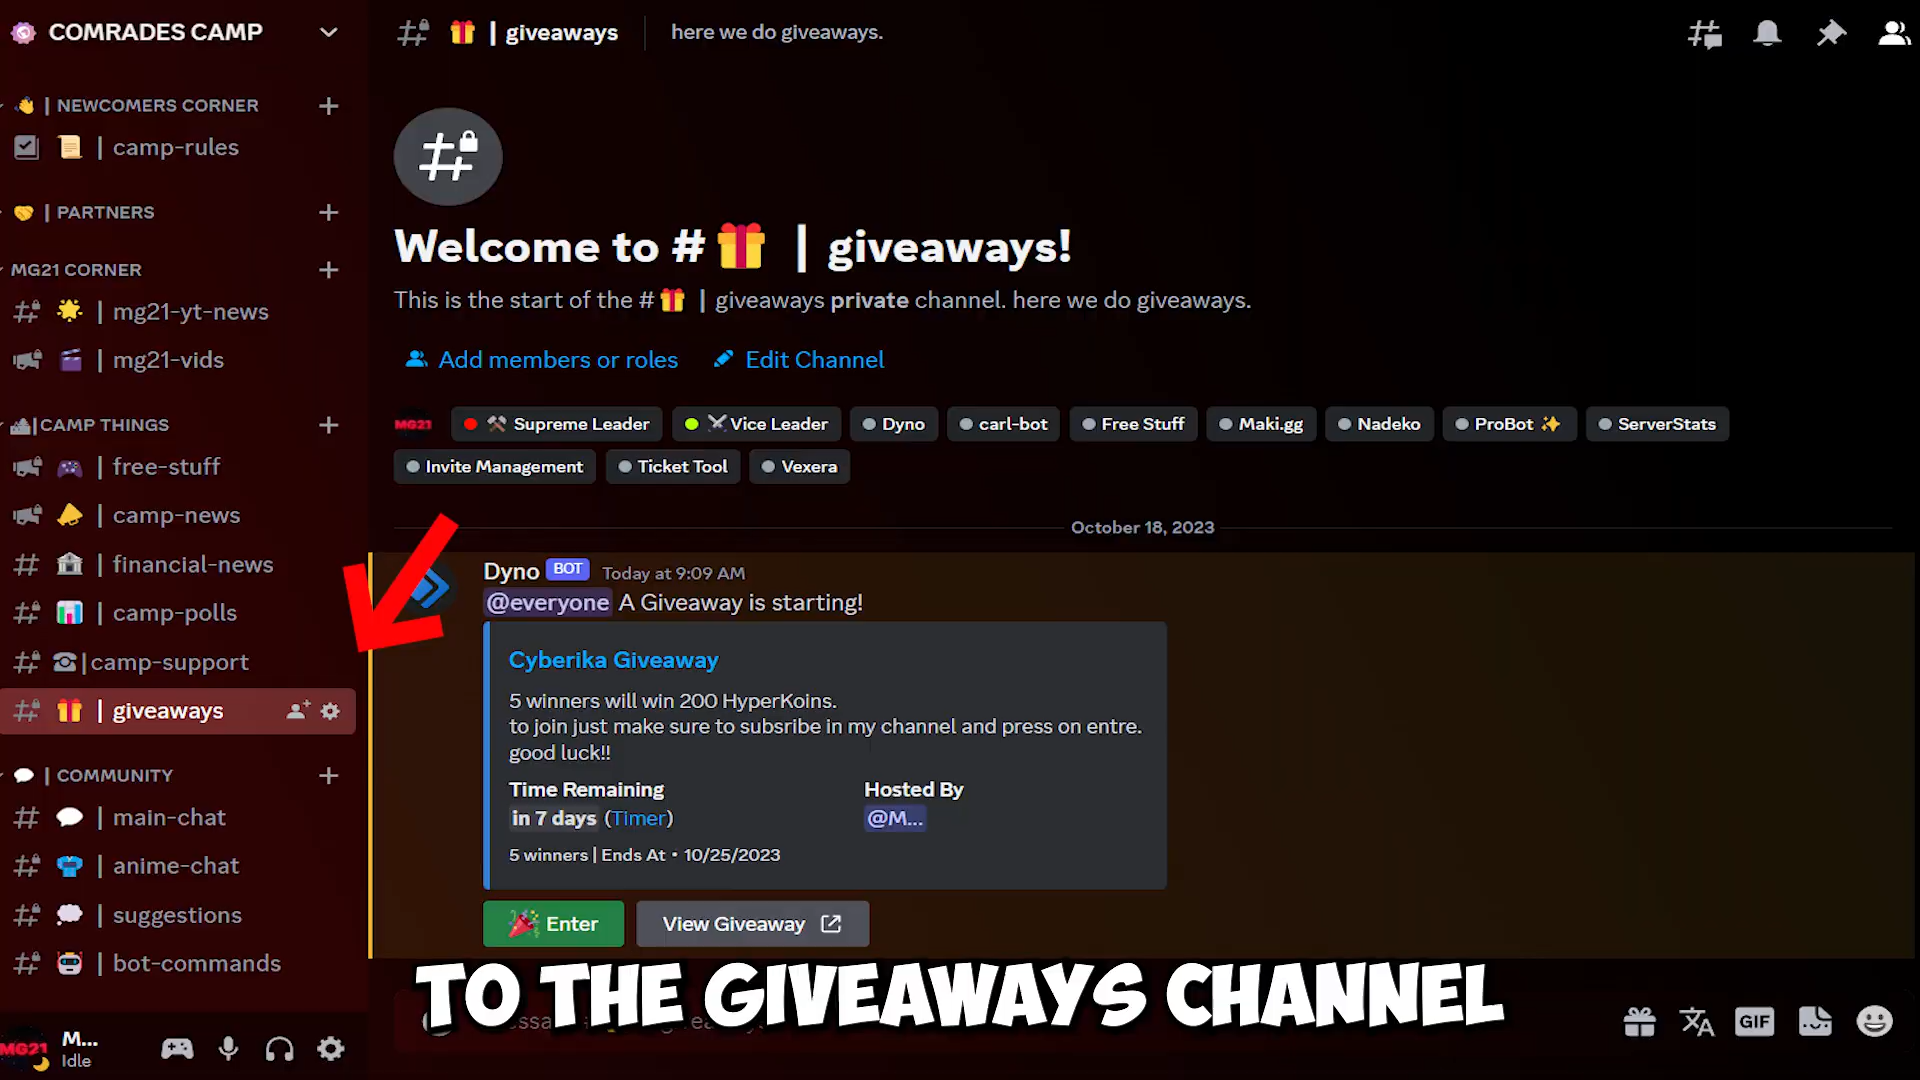 COMRADES CAMP
| NEWCOMERS CORNER
| camp-rules
| PARTNERS
MG21 CORNER
| mg21-yt-news
| mg21-vids
|CAMP THINGS
| free-stuff
| camp-news
| financial-news
| camp-polls
|camp-support
| giveaways
| COMMUNITY
| main-chat
| anime-chat
| suggestions
| bot-commands
MG21
M...
Idle
| giveaways
here we do giveaways.
Welcome to # | giveaways!
This is the start of the # | giveaways private channel. here we do giveaways.
Add members or roles Edit Channel
MG21 Supreme Leader Vice Leader Dyno carl-bot Free Stuff Maki.gg Nadeko ProBot ServerStats
Invite Management Ticket Tool Vexera
October 18, 2023
Dyno BOT Today at 9:09 AM
@everyone A Giveaway is starting!
Cyberika Giveaway
5 winners will win 200 HyperKoins.
to join just make sure to subsribe in my channel and press on entre.
good luck!!
Time Remaining Hosted By
in 7 days (Timer) @M...
5 winners | Ends At • 10/25/2023
Enter View Giveaway
TO THE GIVEAWAYS CHANNEL
GIF